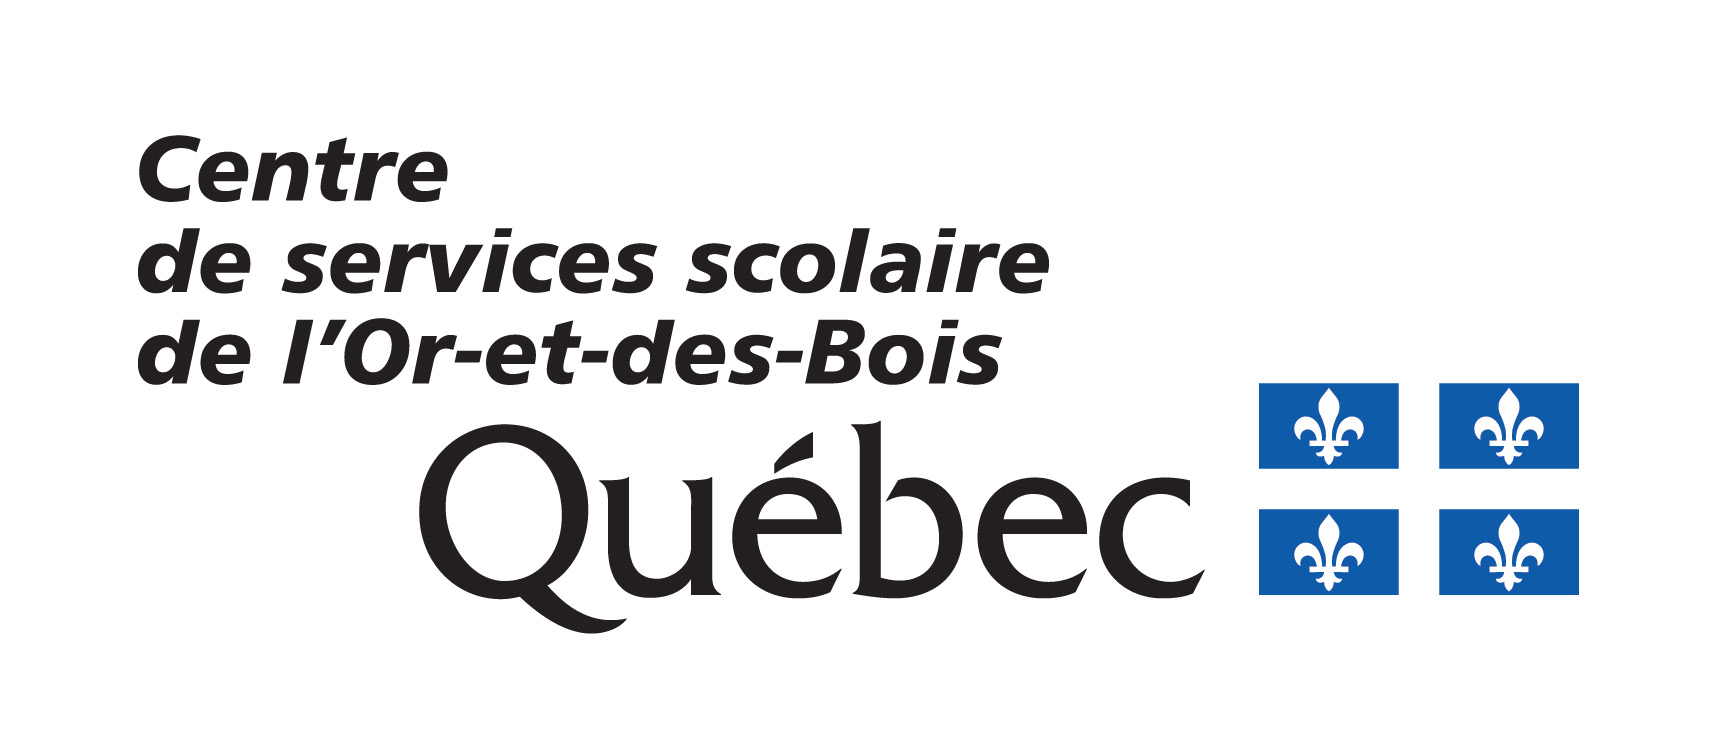 Centre
de services scolaire
de l’Or-et-des-Bois
Québec